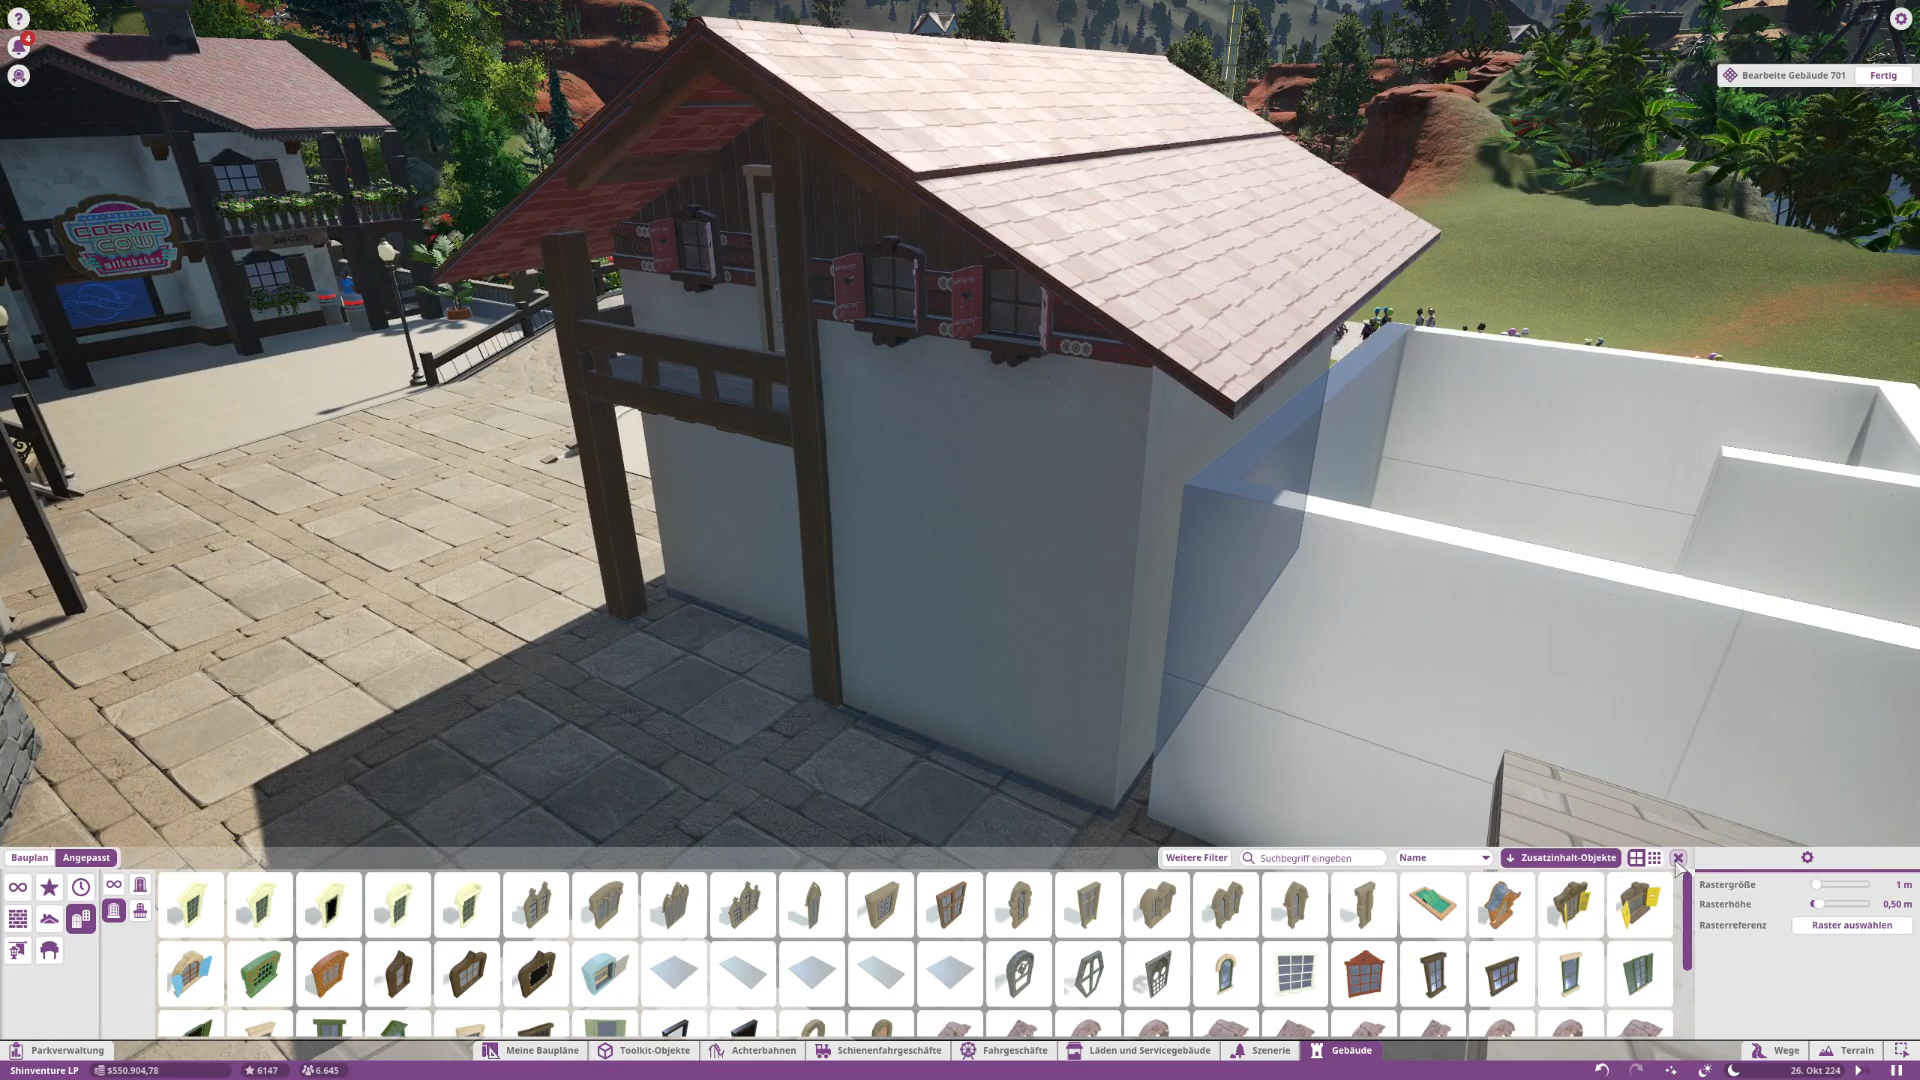 ?
4
Bearbeite Gebäude 701
Fertig
COSMIC
COW
milkshakes
Bauplan
Angepasst
Weitere Filter
Suchbegriff eingeben
Name
Zusatzinhalt-Objekte
Rastergröße
1 m
Rasterhöhe
0,50 m
Rasterreferenz
Raster auswählen
Parkverwaltung
Meine Baupläne
Toolkit-Objekte
Achterbahnen
Schienenfahrgeschäfte
Fahrgeschäfte
Läden und Servicegebäude
Szenerie
Gebäude
Wege
Terrain
Shinventure LP
$550.904,78
6147
6.645
26. Okt 224